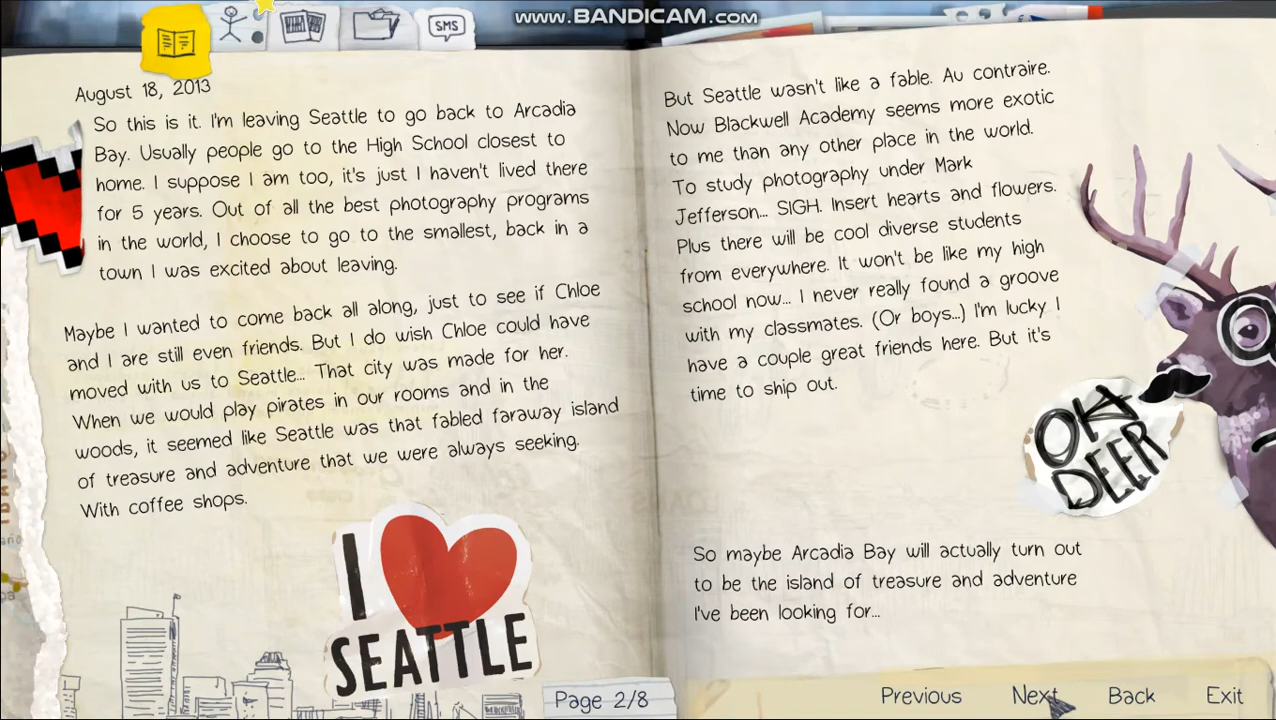 www.BANDICAM.com
SMS
August 18, 2013
So this is it. I'm leaving Seattle to go back to Arcadia
Bay. Usually people go to the High School closest to
home. I suppose I am too, it's just I haven't lived there
for 5 years. Out of all the best photography programs
in the world, I choose to go to the smallest, back in a
town I was excited about leaving.
Maybe I wanted to come back all along, just to see if Chloe
and I are still even friends. But I do wish Chloe could have
moved with us to Seattle... That city was made for her.
When we would play pirates in our rooms and in the
woods, it seemed like Seattle was that fabled faraway island
of treasure and adventure that we were always seeking.
With coffee shops.
I
SEATTLE
Page 2/8
But Seattle wasn't like a fable. Au contraire.
Now Blackwell Academy seems more exotic
to me than any other place in the world.
To study photography under Mark
Jefferson... SIGH. Insert hearts and flowers.
Plus there will be cool diverse students
from everywhere. It won't be like my high
school now... I never really found a groove
with my classmates. (Or boys...) I'm lucky I
have a couple great friends here. But it's
time to ship out.
OH
DEER
So maybe Arcadia Bay will actually turn out
to be the island of treasure and adventure
I've been looking for...
Previous Next Back Exit